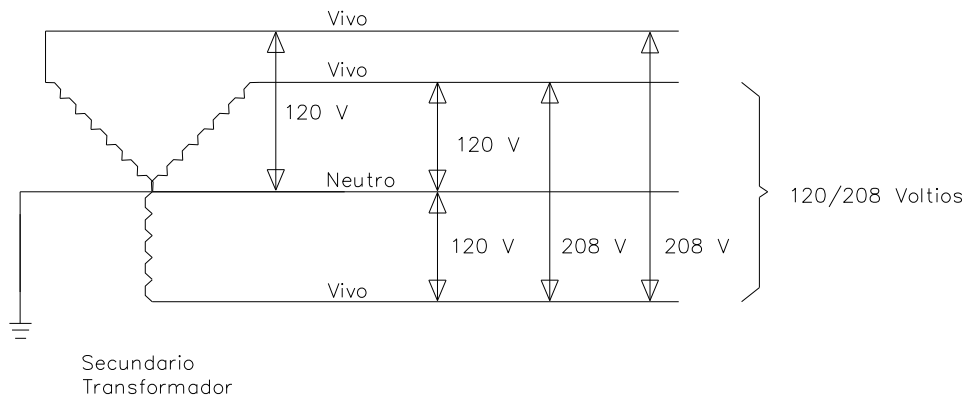 Vivo
Vivo
120 V
120 V
Neutro
120/208 Voltios
120 V
208 V
208 V
Vivo
Secundario
Transformador